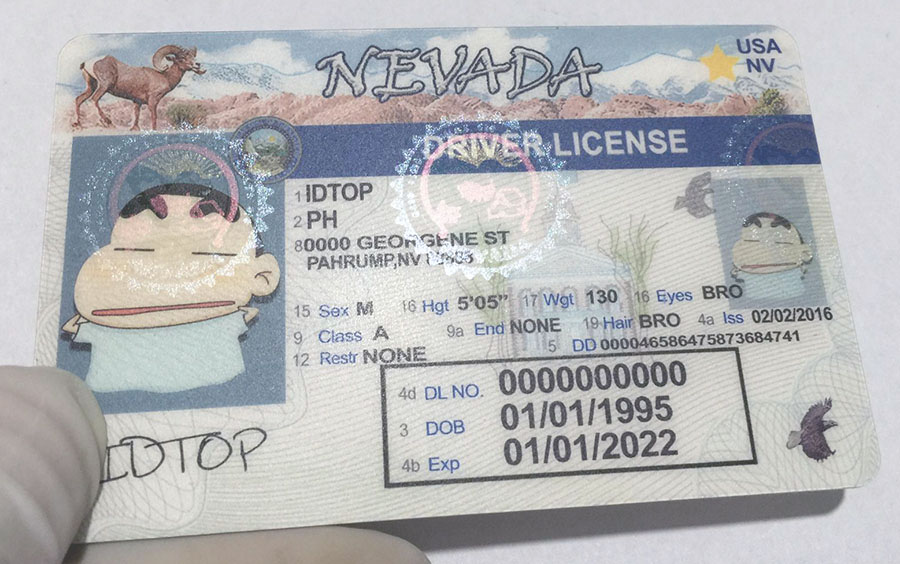 NEVADA
USA
NV
DRIVER LICENSE
1 IDTOP
2 PH
8 0000 GEORGENE ST
PAHRUMP,NV
15 Sex M 16 Hgt 5'05" 17 Wgt 130 16 Eyes BRO
9 Class A 9a End NONE 19 Hair BRO 4a Iss 02/02/2016
12 Restr NONE 5 DD 000046586475873684741
4d DL NO. 0000000000
3 DOB 01/01/1995
4b Exp 01/01/2022
IDTOP